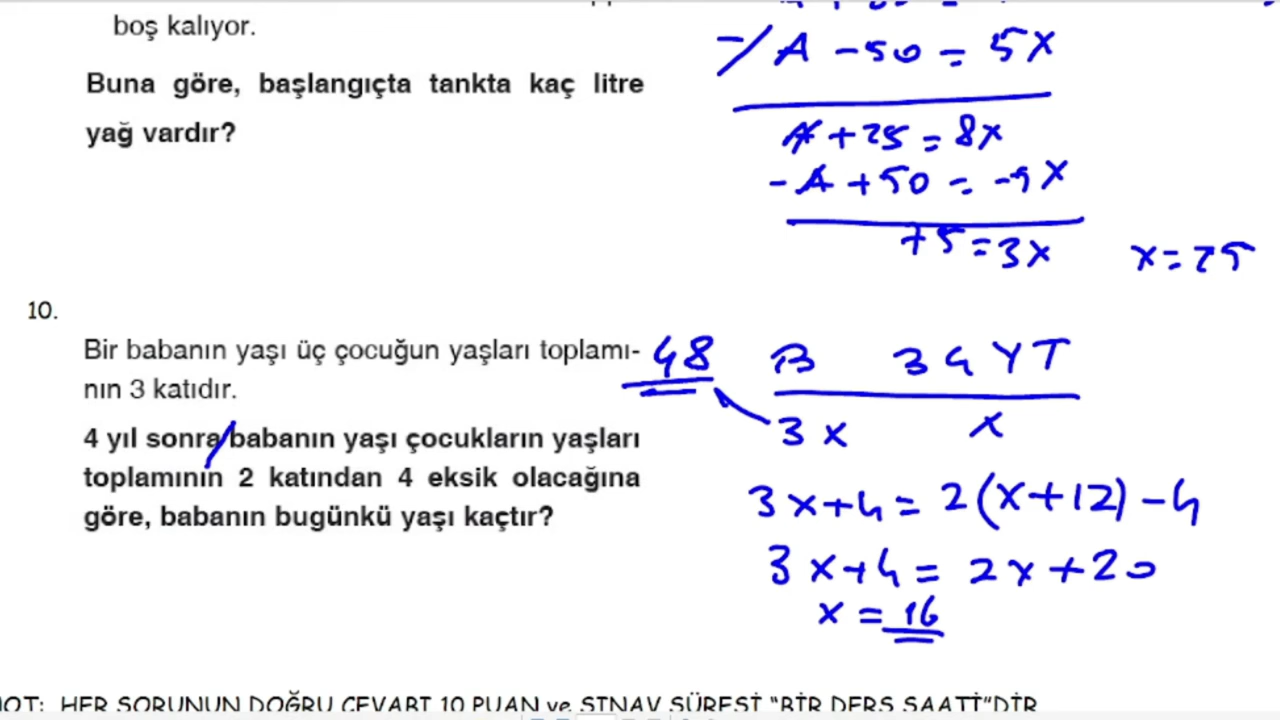 boş kalıyor.
Buna göre, başlangıçta tankta kaç litre
yağ vardır?
-/ A - 50 = 5x
A + 25 = 8x
-A + 50 = -5x
75 = 3x x = 25
10.
Bir babanın yaşı üç çocuğun yaşları toplamı-
nın 3 katıdır.
4 yıl sonra/babanın yaşı çocukların yaşları
toplamının 2 katından 4 eksik olacağına
göre, babanın bugünkü yaşı kaçtır?
48 B 3 Ç Y T
3x x
3x+4 = 2(x+12) - 4
3x+4 = 2x+20
x = 16
NOT: HER SORUNUN DOĞRU CEVABI 10 PUAN ve SINAV SÜRESİ "BİR DERS SAATİ"DİR